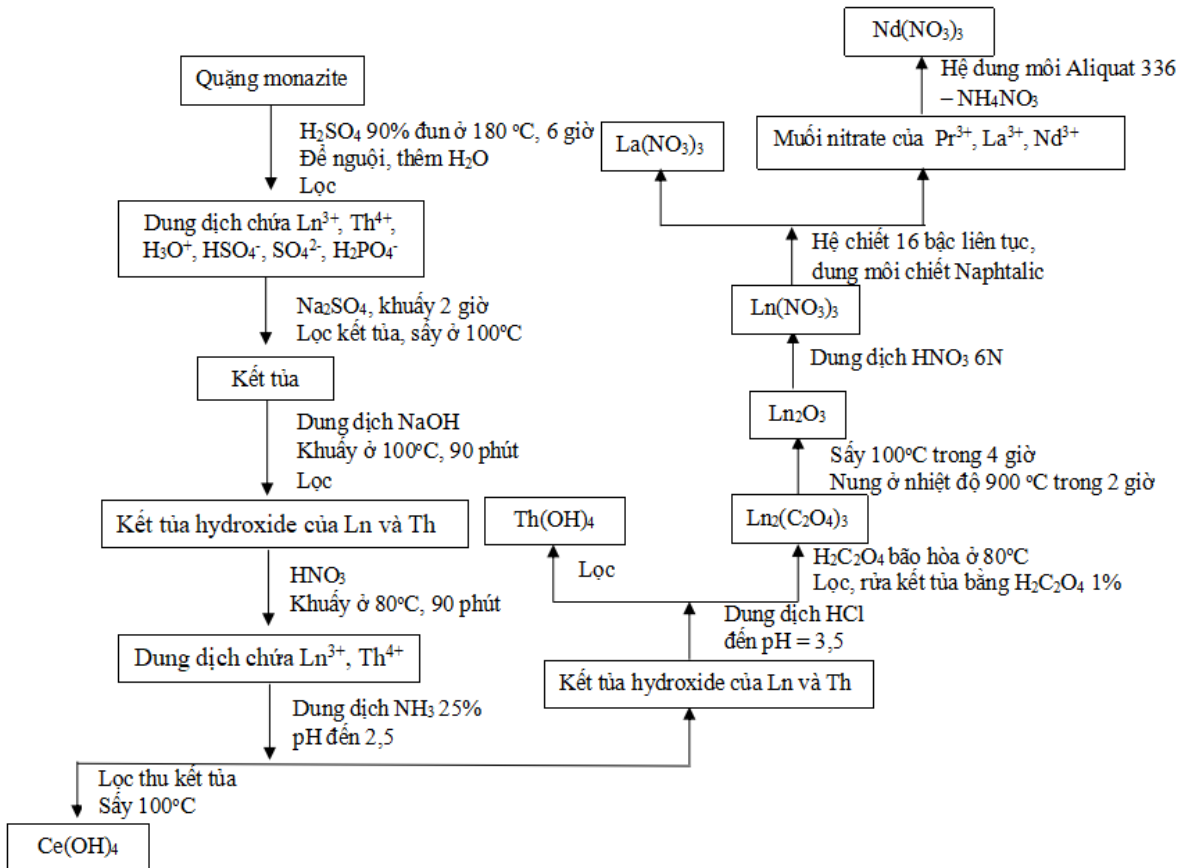 Quặng monazite
H₂SO₄ 90% đun ở 180 °C, 6 giờ
Để nguội, thêm H₂O
Lọc
Dung dịch chứa Ln³⁺, Th⁴⁺,
H₃O⁺, HSO₄⁻, SO₄²⁻, H₂PO₄⁻
Na₂SO₄, khuấy 2 giờ
Lọc kết tủa, sấy ở 100°C
Kết tủa
Dung dịch NaOH
Khuấy ở 100°C, 90 phút
Lọc
Kết tủa hydroxide của Ln và Th
HNO₃
Khuấy ở 80°C, 90 phút
Dung dịch chứa Ln³⁺, Th⁴⁺
Dung dịch NH₃ 25%
pH đến 2,5
Lọc thu kết tủa
Sấy 100°C
Ce(OH)₄
Kết tủa hydroxide của Ln và Th
Dung dịch HCl
đến pH = 3,5
Lọc
Th(OH)₄
H₂C₂O₄ bão hòa ở 80°C
Lọc, rửa kết tủa bằng H₂C₂O₄ 1%
Ln₂(C₂O₄)₃
Sấy 100°C trong 4 giờ
Nung ở nhiệt độ 900 °C trong 2 giờ
Ln₂O₃
Dung dịch HNO₃ 6N
Ln(NO₃)₃
Hệ chiết 16 bậc liên tục,
dung môi chiết Naphtalic
La(NO₃)₃
Muối nitrate của Pr³⁺, La³⁺, Nd³⁺
Hệ dung môi Aliquat 336
– NH₄NO₃
Nd(NO₃)₃